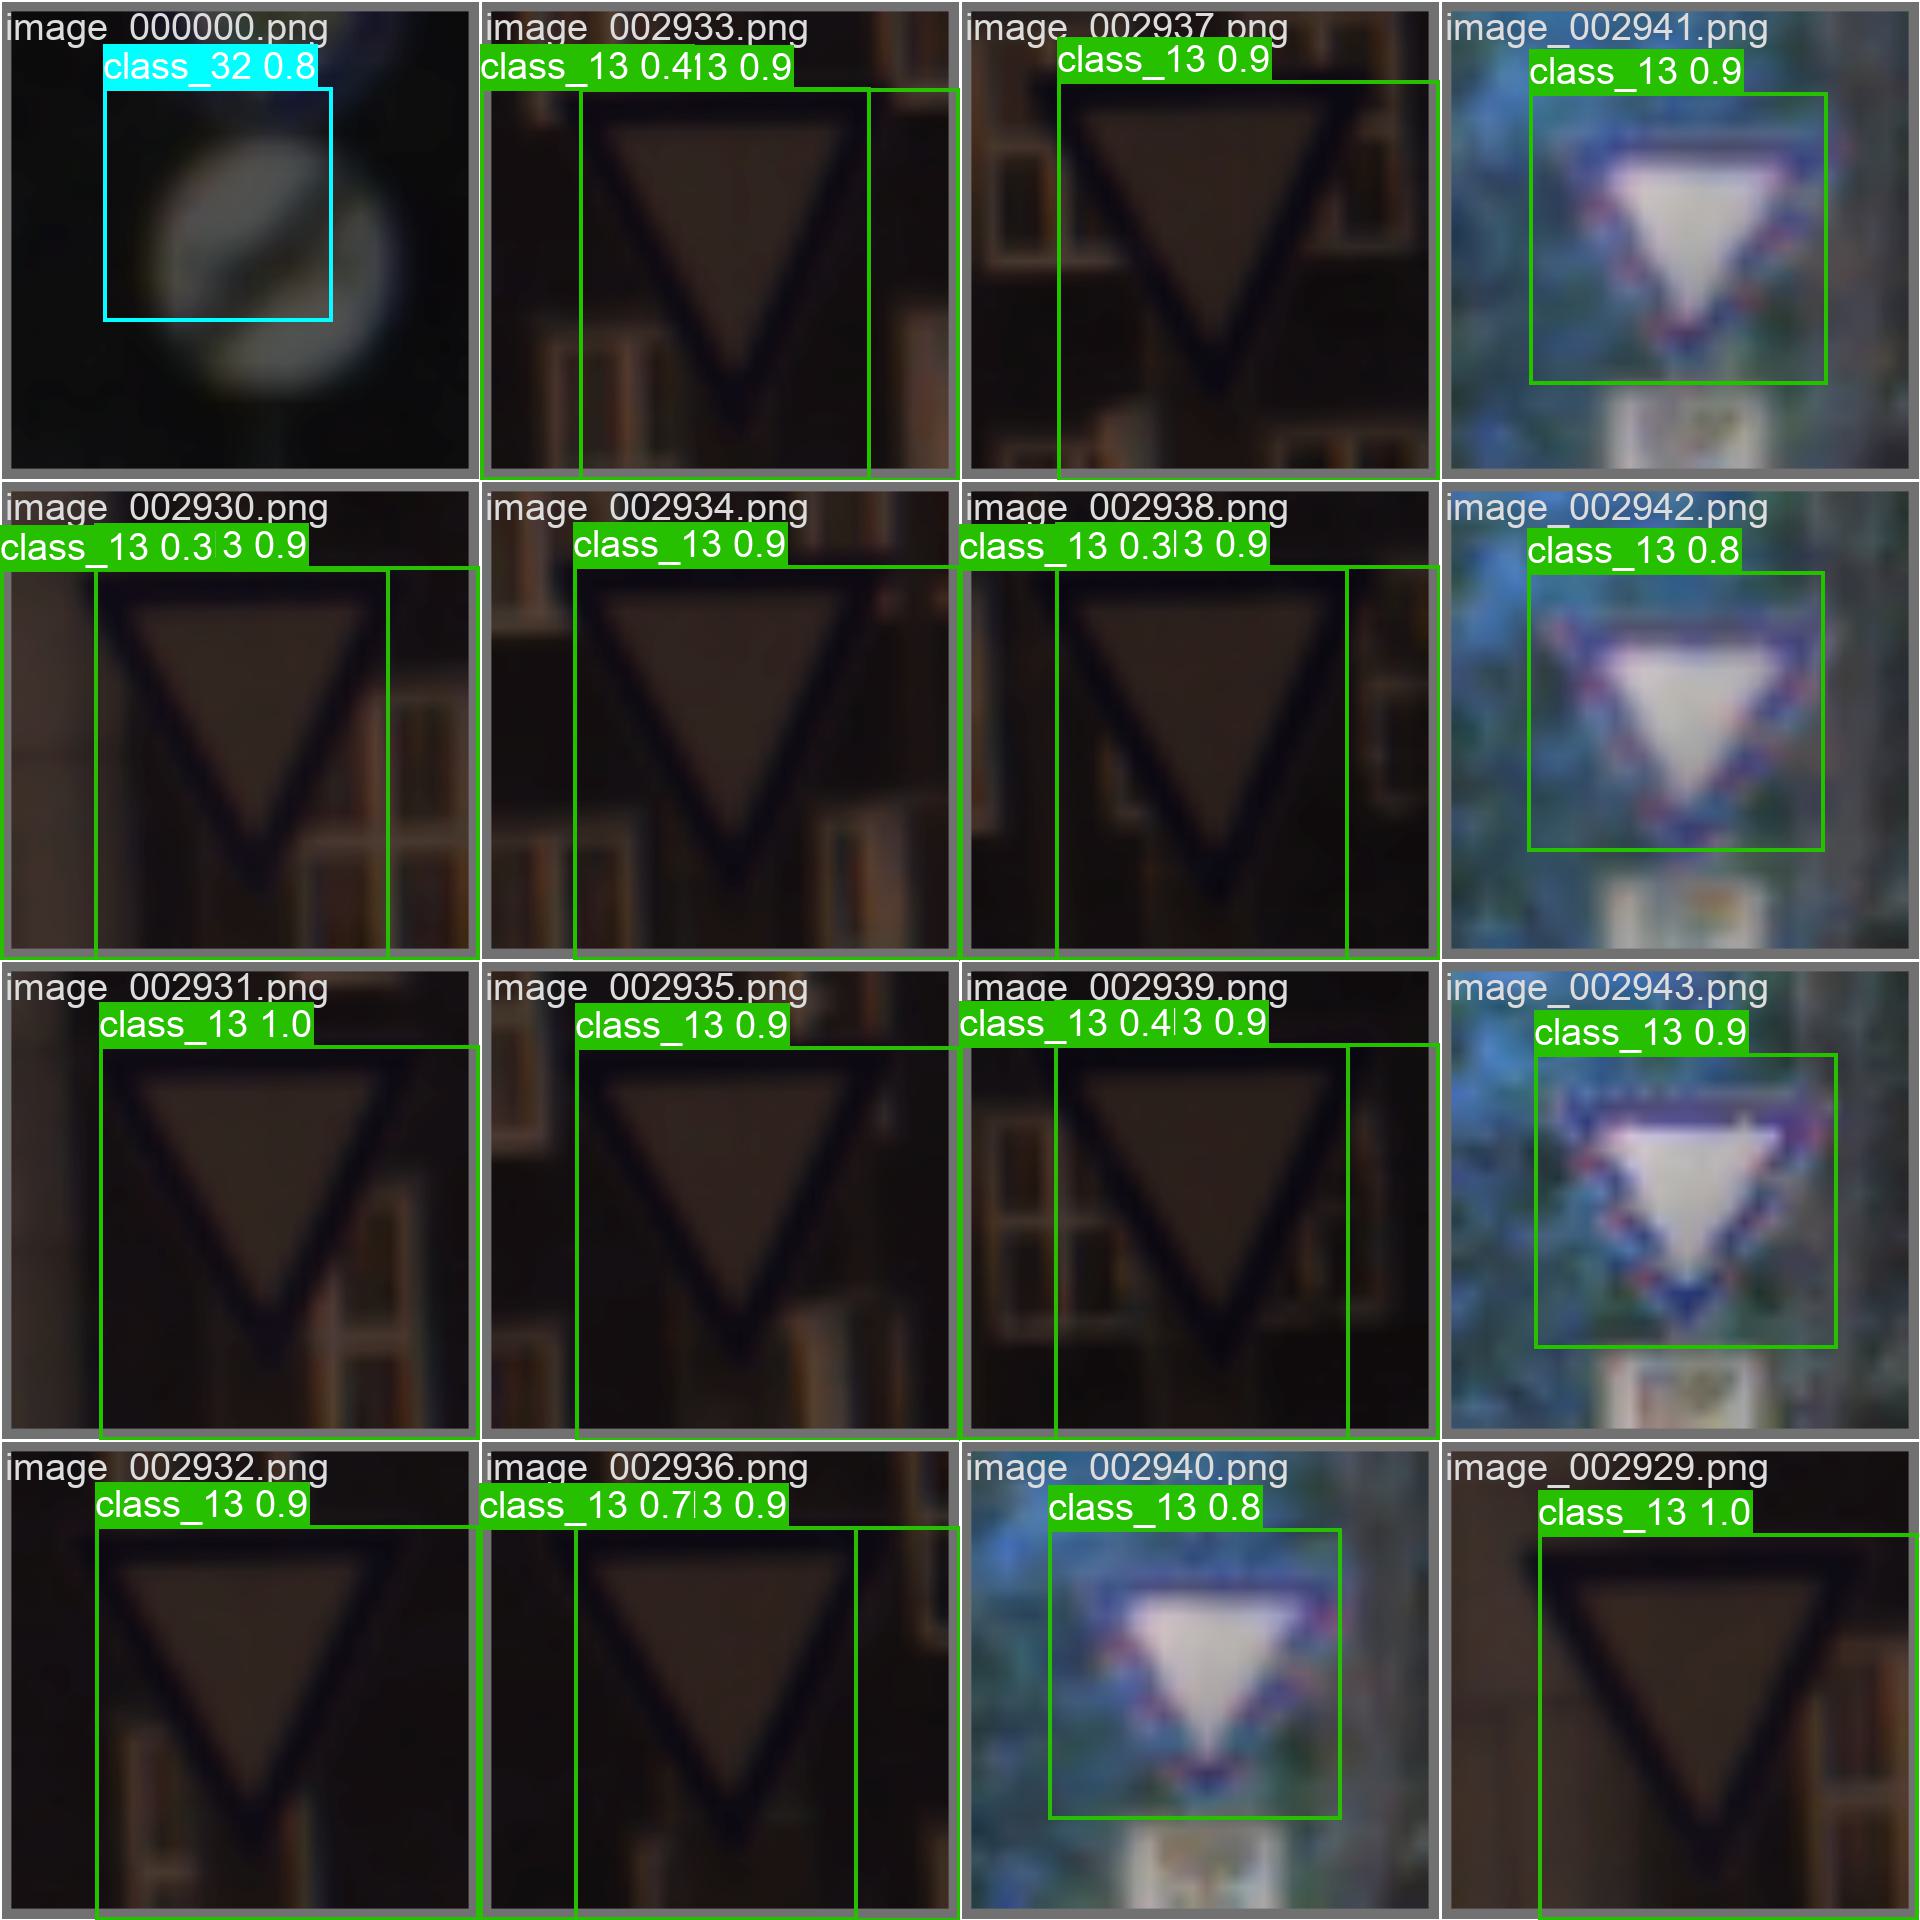 image_000000.png
class_32 0.8
image_002933.png
class_13 0.4 13 0.9
image_002937.png
class_13 0.9
image_002941.png
class_13 0.9
image_002930.png
class_13 0.3 3 0.9
image_002934.png
class_13 0.9
image_002938.png
class_13 0.3 3 0.9
image_002942.png
class_13 0.8
image_002931.png
class_13 1.0
image_002935.png
class_13 0.9
image_002939.png
class_13 0.4 3 0.9
image_002943.png
class_13 0.9
image_002932.png
class_13 0.9
image_002936.png
class_13 0.7 3 0.9
image_002940.png
class_13 0.8
image_002929.png
class_13 1.0